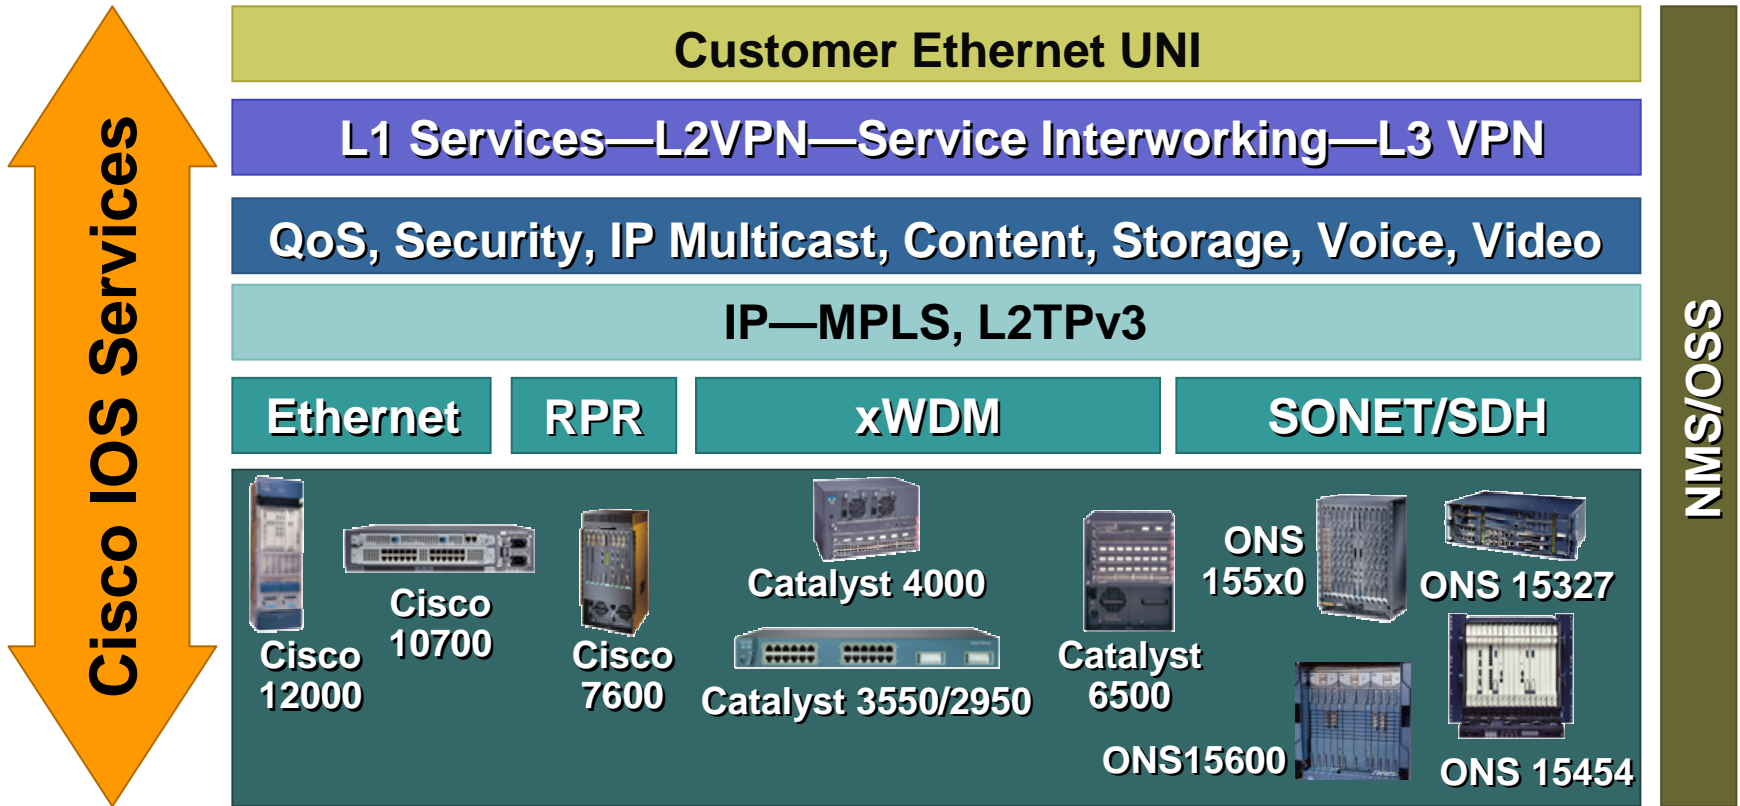 Cisco IOS Services
Customer Ethernet UNI
L1 Services—L2VPN—Service Interworking—L3 VPN
QoS, Security, IP Multicast, Content, Storage, Voice, Video
IP—MPLS, L2TPv3
Ethernet
RPR
xWDM
SONET/SDH
Cisco
12000
Cisco
10700
Cisco
7600
Catalyst 4000
Catalyst 3550/2950
Catalyst
6500
ONS
155x0
ONS 15327
ONS15600
ONS 15454
NMS/OSS